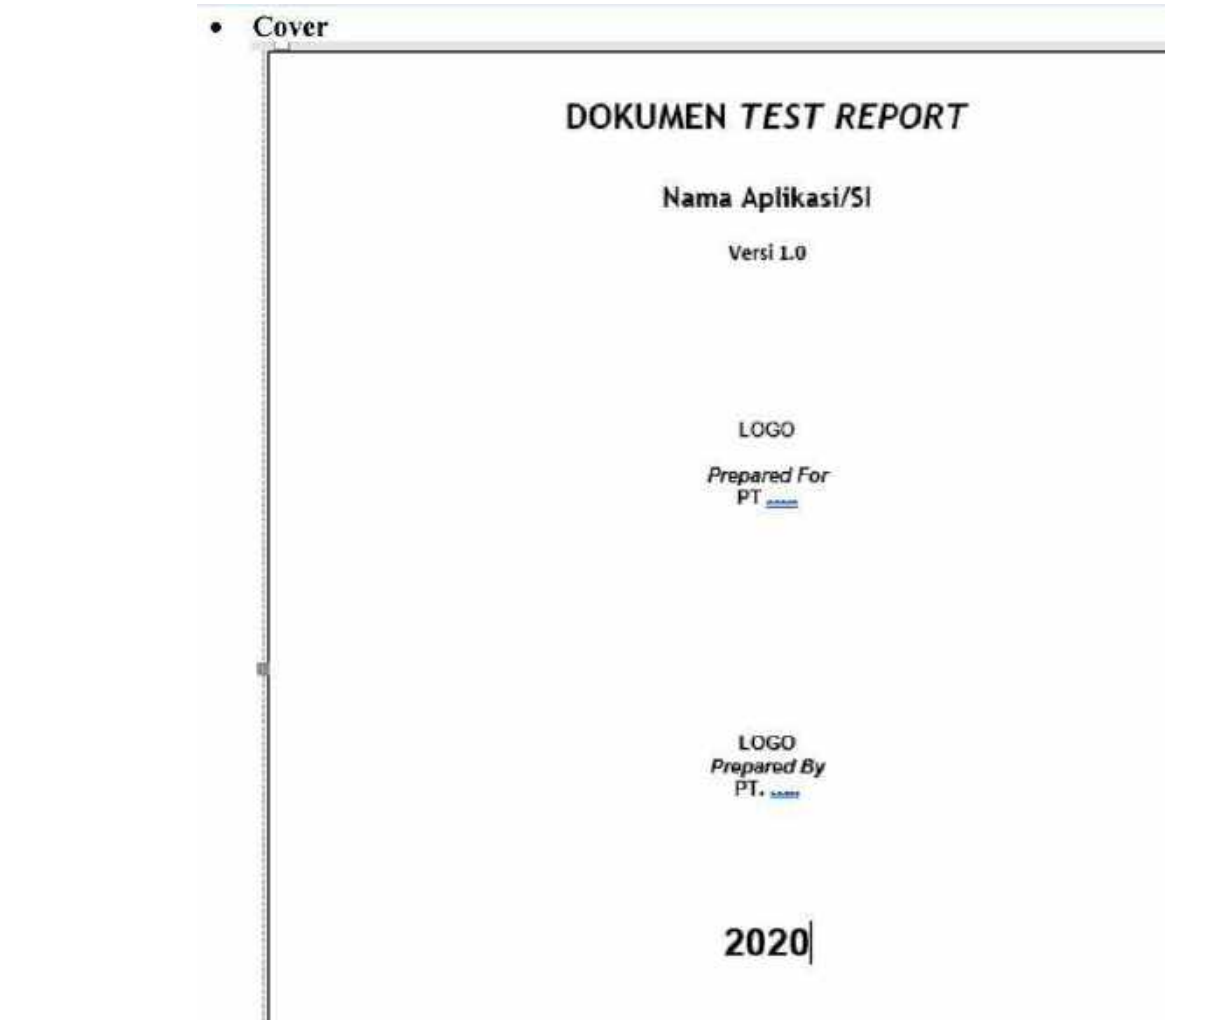 • Cover
DOKUMEN TEST REPORT
Nama Aplikasi/SI
Versi 1.0
LOGO
Prepared For
PT .....
LOGO
Prepared By
PT. .....
2020